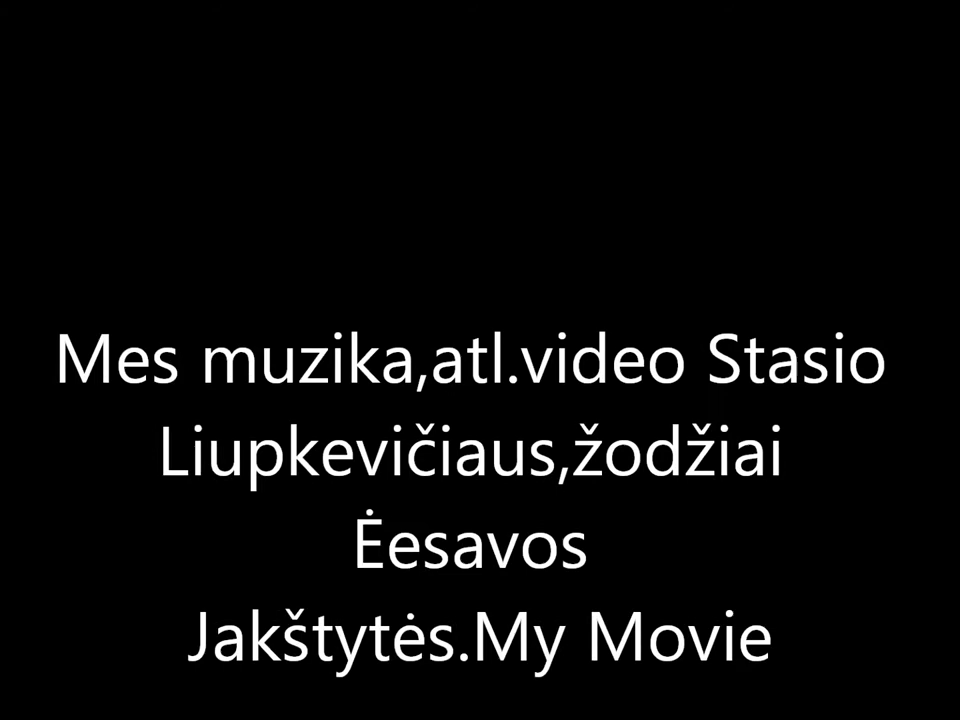 Mes muzika,atl.video Stasio
Liupkevičiaus,žodžiai
Ėesavos
Jakštytės.My Movie